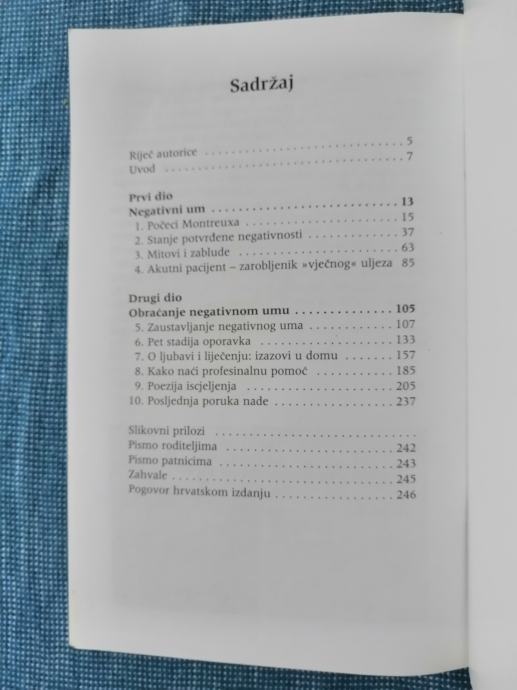 Sadržaj
Riječ autorice . . . . . . . . . . . . . . . . . . . . . . . . . . . . . 5
Uvod . . . . . . . . . . . . . . . . . . . . . . . . . . . . . . . . . . . 7
Prvi dio
Negativni um . . . . . . . . . . . . . . . . . . . . . . . . . . . 13
1. Počeci Montreuxa . . . . . . . . . . . . . . . . . . . . . 15
2. Stanje potvrđene negativnosti . . . . . . . . . . . . 37
3. Mitovi i zablude . . . . . . . . . . . . . . . . . . . . . . 63
4. Akutni pacijent – zarobljenik »vječnog« uljeza 85
Drugi dio
Obraćanje negativnom umu . . . . . . . . . . . . . . . 105
5. Zaustavljanje negativnog uma . . . . . . . . . . . . 107
6. Pet stadija oporavka . . . . . . . . . . . . . . . . . . . 133
7. O ljubavi i liječenju: izazovi u domu . . . . . . . 157
8. Kako naći profesinalnu pomoć . . . . . . . . . . . 185
9. Poezija iscjeljenja . . . . . . . . . . . . . . . . . . . . . 205
10. Posljednja poruka nade . . . . . . . . . . . . . . . . . 237
Slikovni prilozi . . . . . . . . . . . . . . . . . . . . . . . . . .
Pismo roditeljima . . . . . . . . . . . . . . . . . . . . . . . . 242
Pismo patnicima . . . . . . . . . . . . . . . . . . . . . . . . . 243
Zahvale . . . . . . . . . . . . . . . . . . . . . . . . . . . . . . . . 245
Pogovor hrvatskom izdanju . . . . . . . . . . . . . . . . . 246